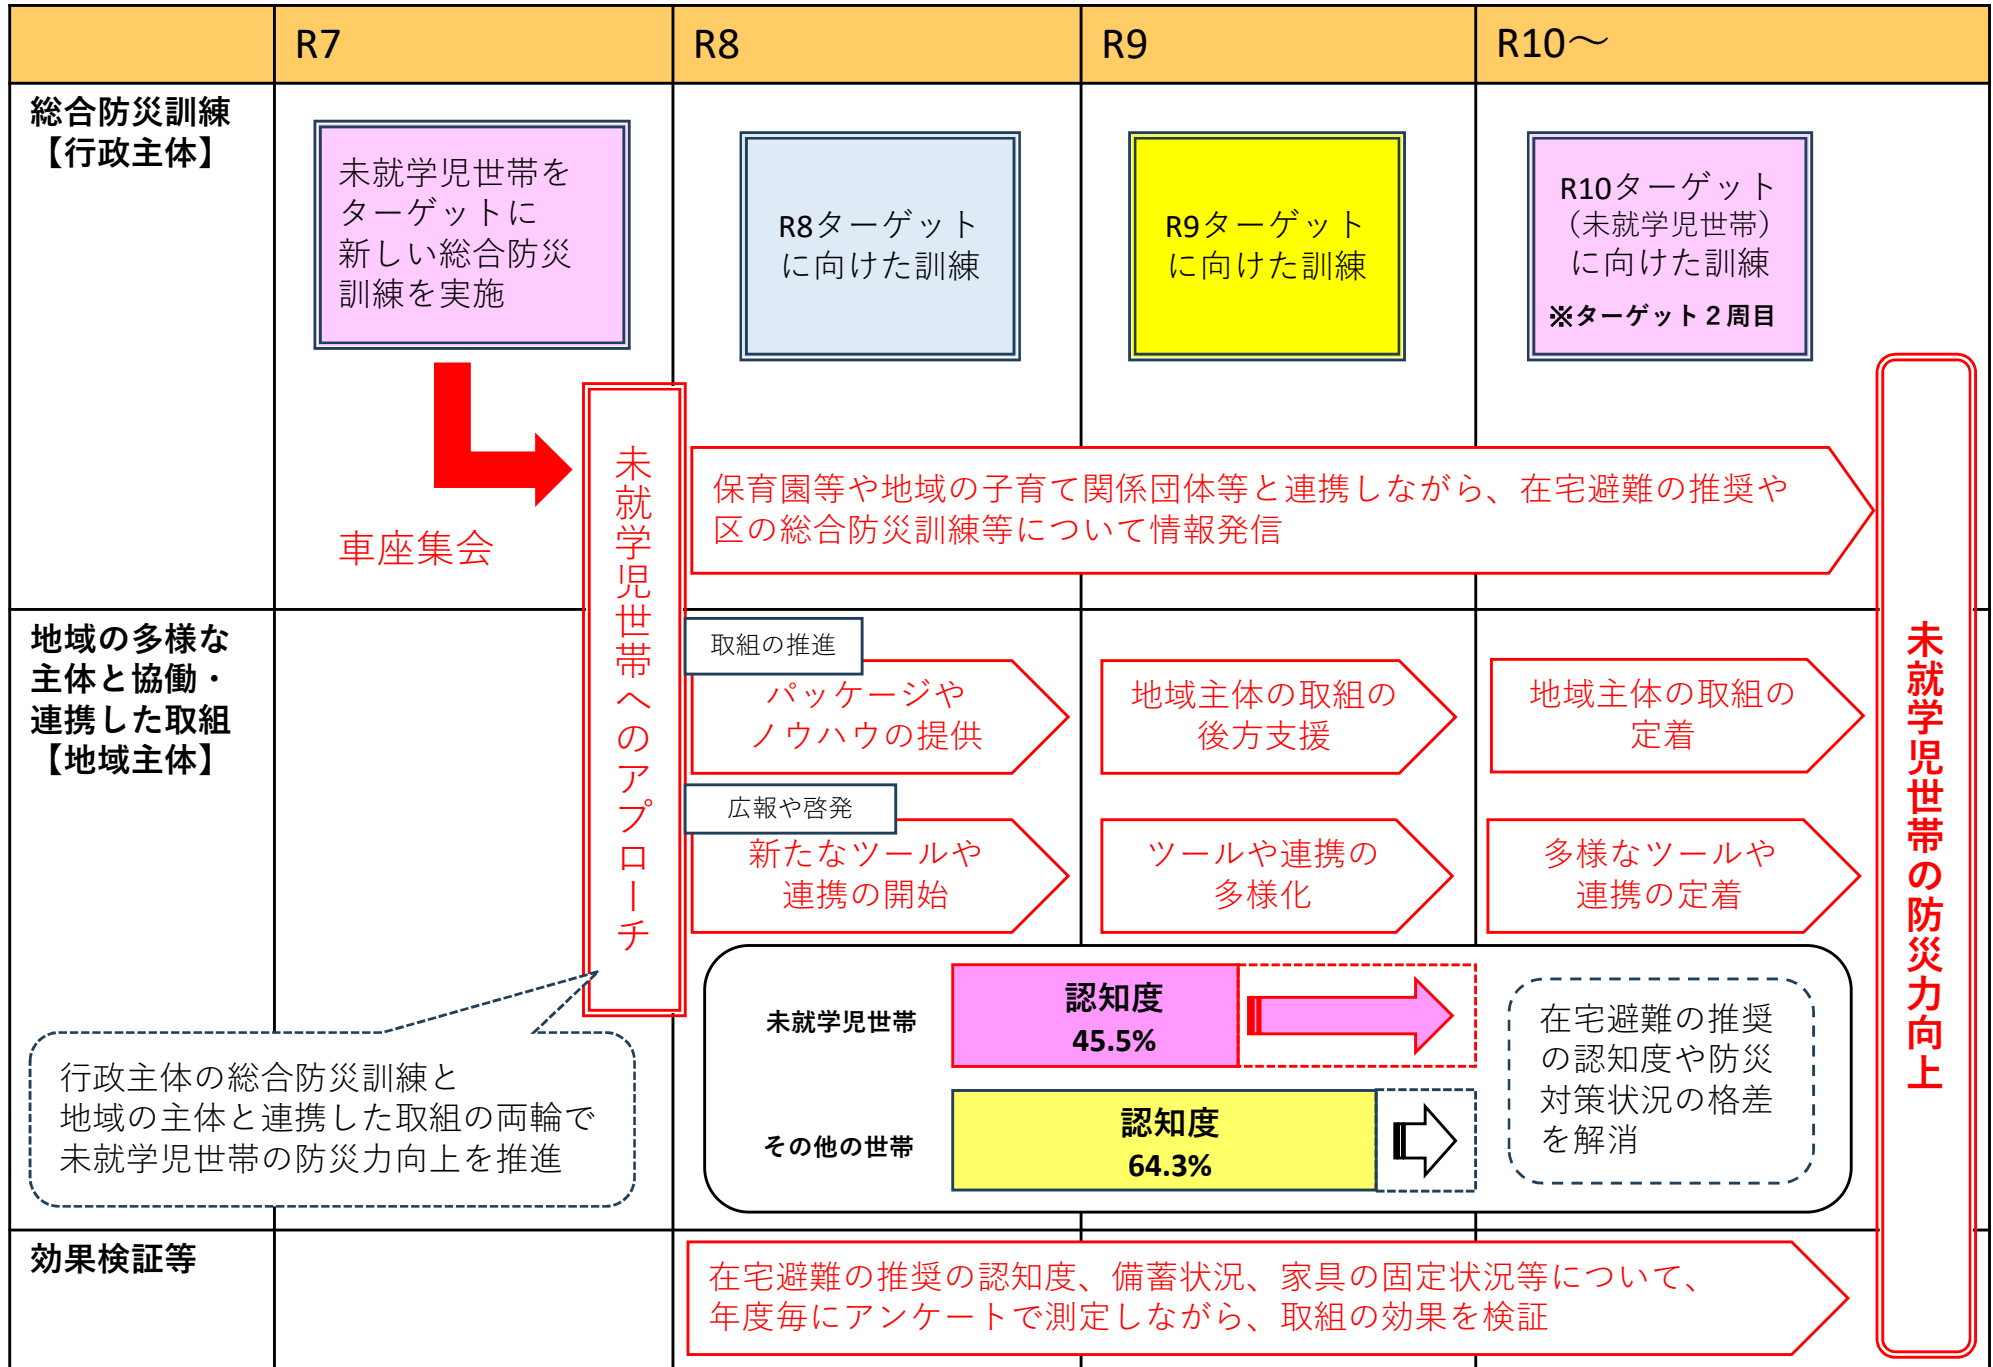 R7
R8
R9
R10～
総合防災訓練
【行政主体】
未就学児世帯を
ターゲットに
新しい総合防災
訓練を実施
R8ターゲット
に向けた訓練
R9ターゲット
に向けた訓練
R10ターゲット
（未就学児世帯）
に向けた訓練
※ターゲット２周目
車座集会
未就学児世帯へのアプローチ
保育園等や地域の子育て関係団体等と連携しながら、在宅避難の推奨や
区の総合防災訓練等について情報発信
未就学児世帯の防災力向上
地域の多様な
主体と協働・
連携した取組
【地域主体】
取組の推進
パッケージや
ノウハウの提供
地域主体の取組の
後方支援
地域主体の取組の
定着
広報や啓発
新たなツールや
連携の開始
ツールや連携の
多様化
多様なツールや
連携の定着
行政主体の総合防災訓練と
地域の主体と連携した取組の両輪で
未就学児世帯の防災力向上を推進
未就学児世帯
認知度
45.5%
その他の世帯
認知度
64.3%
在宅避難の推奨
の認知度や防災
対策状況の格差
を解消
効果検証等
在宅避難の推奨の認知度、備蓄状況、家具の固定状況等について、
年度毎にアンケートで測定しながら、取組の効果を検証